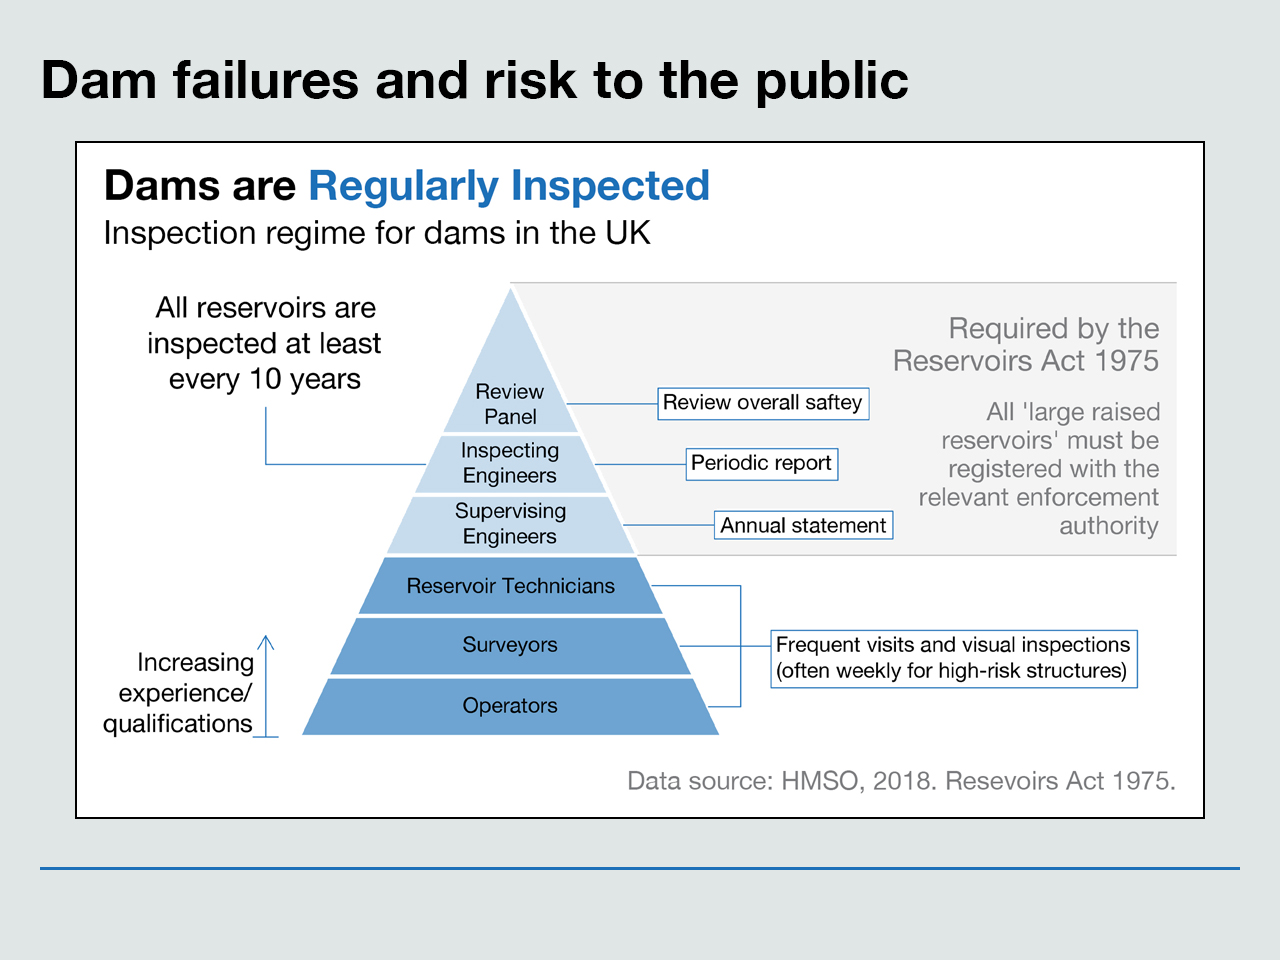 Dam failures and risk to the public
Dams are Regularly Inspected
Inspection regime for dams in the UK
All reservoirs are
inspected at least
every 10 years
Required by the
Reservoirs Act 1975
All 'large raised
reservoirs' must be
registered with the
relevant enforcement
authority
Review
Panel
Review overall saftey
Inspecting
Engineers
Periodic report
Supervising
Engineers
Annual statement
Reservoir Technicians
Surveyors
Operators
Frequent visits and visual inspections
(often weekly for high-risk structures)
Increasing
experience/
qualifications
Data source: HMSO, 2018. Resevoirs Act 1975.